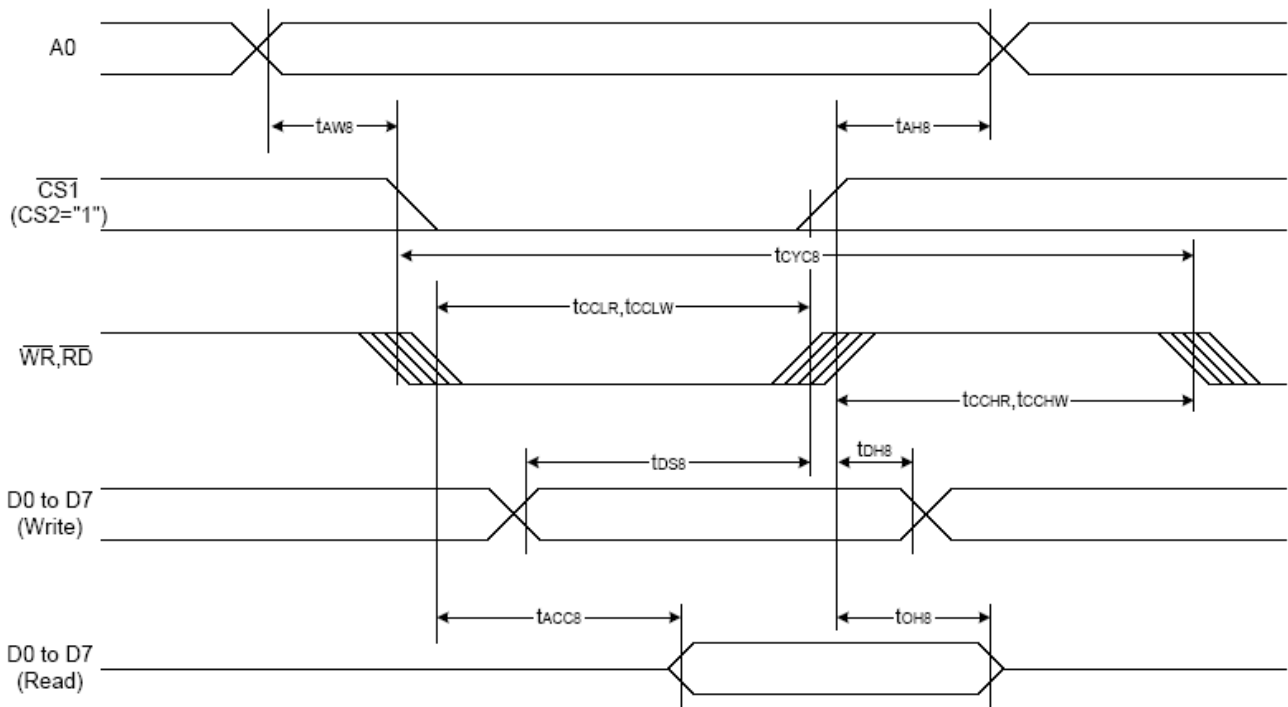 A0
tAW8
tAH8
CS1
(CS2="1")
tCYC8
tCCLR,tCCLW
WR,RD
tCCHR,tCCHW
tDS8
tDH8
D0 to D7
(Write)
tACC8
tOH8
D0 to D7
(Read)